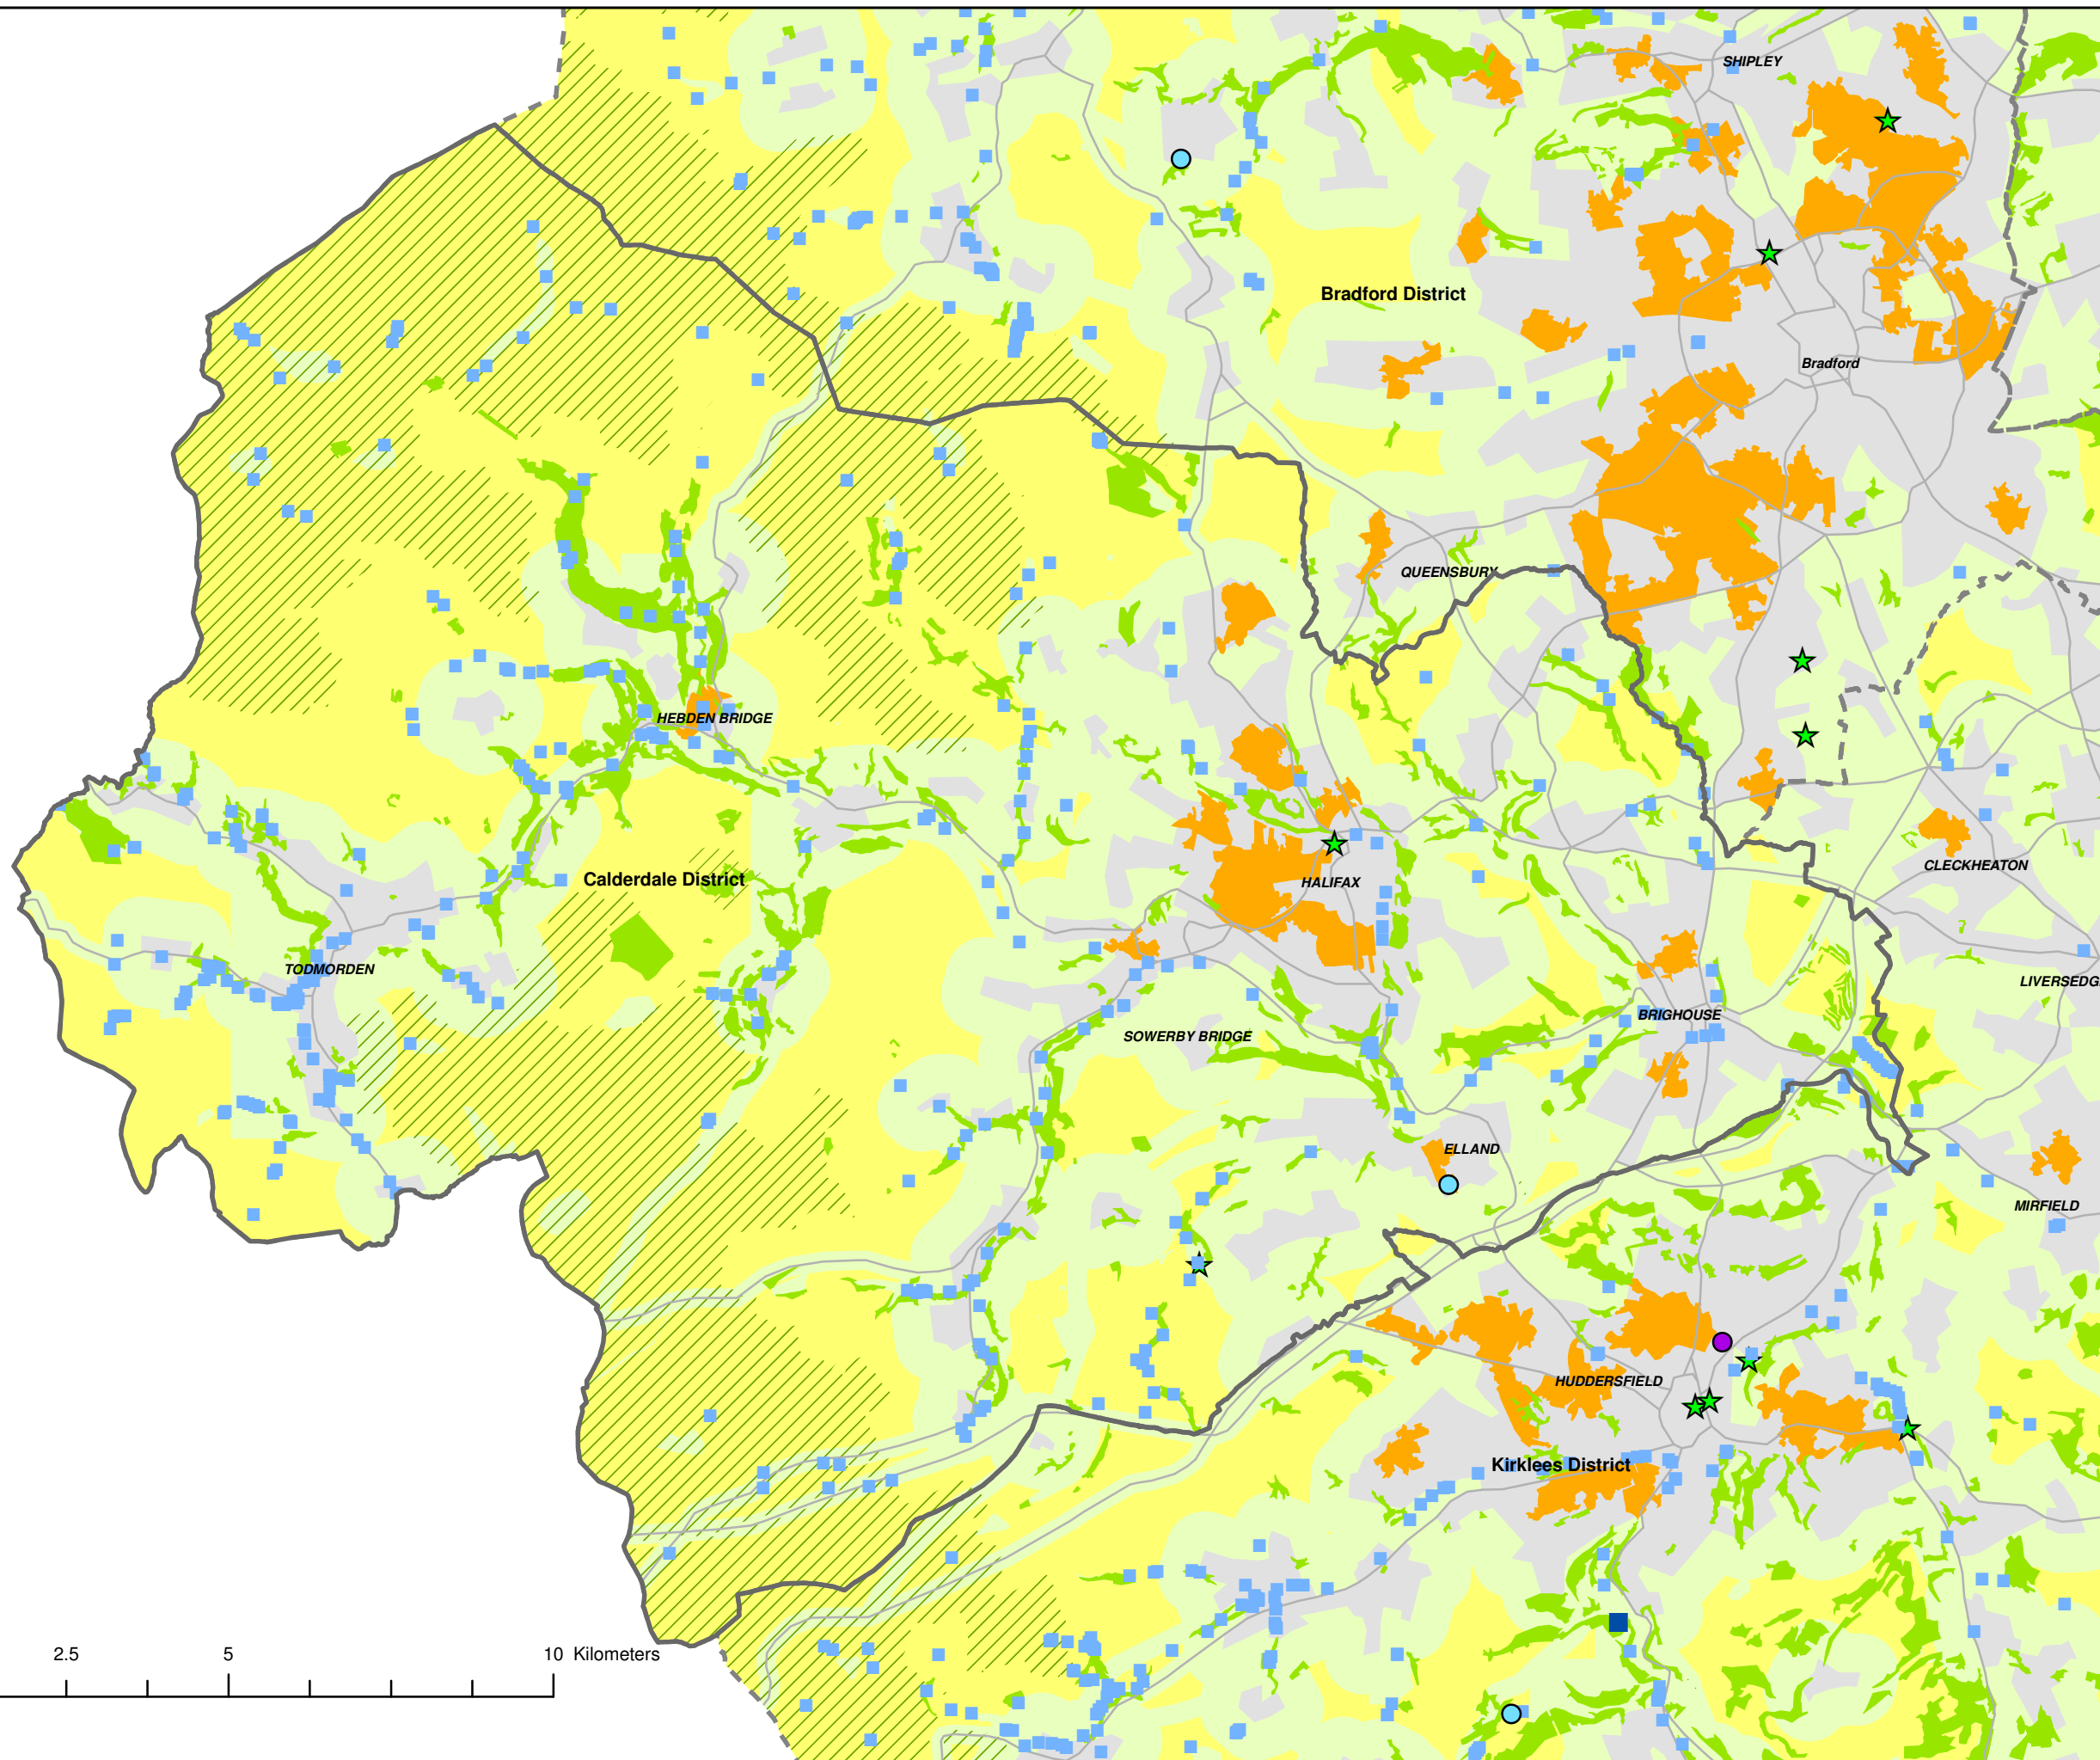 SHIPLEY
Bradford District
Bradford
QUEENSBURY
HEBDEN BRIDGE
CLECKHEATON
Calderdale District
HALIFAX
TODMORDEN
LIVERSEDG
BRIGHOUSE
SOWERBY BRIDGE
ELLAND
MIRFIELD
HUDDERSFIELD
Kirklees District
2.5 5 10 Kilometers